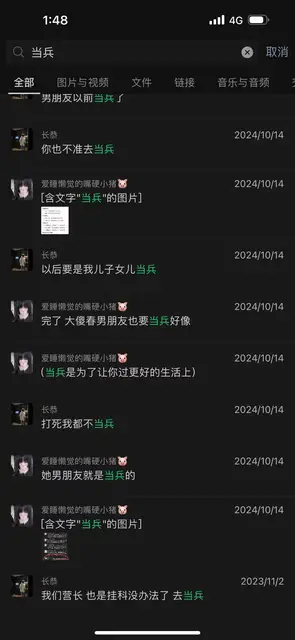 1:48
4G
当兵
取消
全部
图片与视频
文件
链接
音乐与音频
男朋友以前当兵了
长恭
2024/10/14
你也不准去当兵
爱睡懒觉的嘴硬小猪🐷
2024/10/14
[含文字"当兵"的图片]
长恭
2024/10/14
以后要是我儿子女儿当兵
爱睡懒觉的嘴硬小猪🐷
2024/10/14
完了 大傻春男朋友也要当兵好像
爱睡懒觉的嘴硬小猪🐷
2024/10/14
(当兵是为了让你过更好的生活上)
长恭
2024/10/14
打死我都不当兵
爱睡懒觉的嘴硬小猪🐷
2024/10/14
她男朋友就是当兵的
爱睡懒觉的嘴硬小猪🐷
2024/10/14
[含文字"当兵"的图片]
长恭
2023/11/2
我们营长 也是挂科没办法了 去当兵